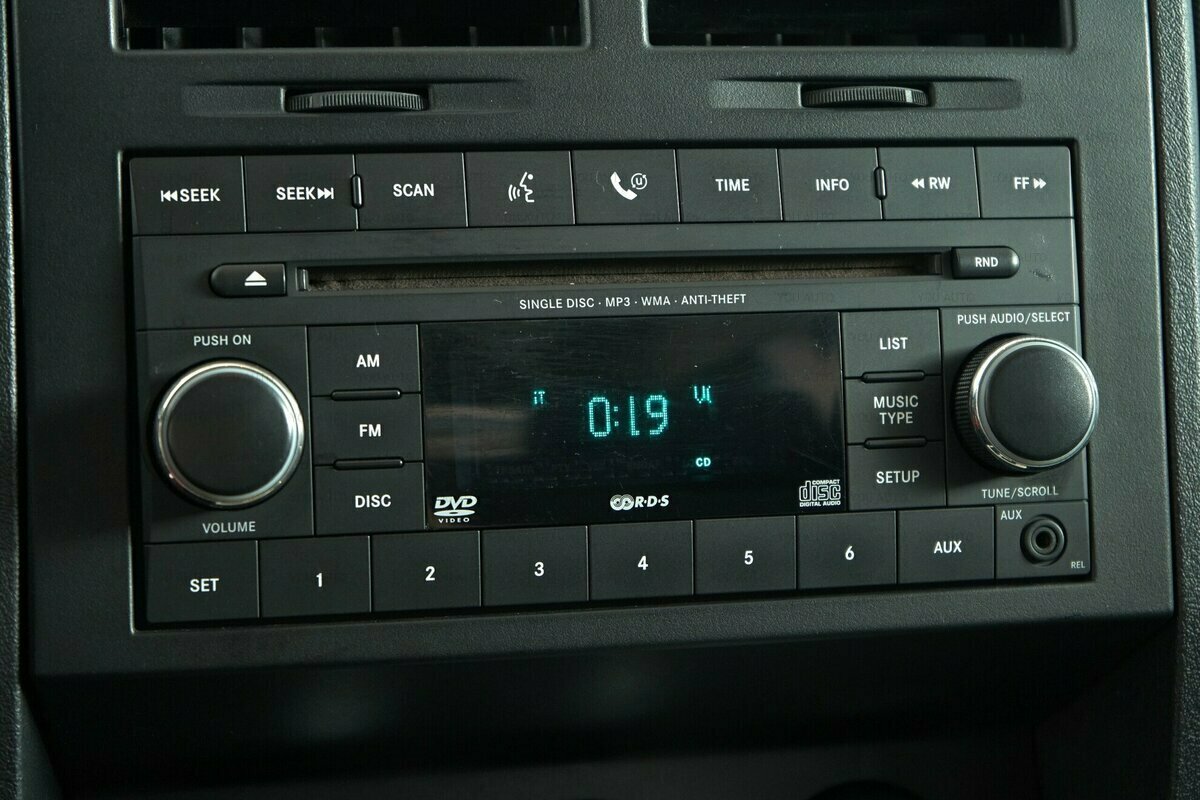 ⏮SEEK SEEK⏭ SCAN TIME INFO ◀◀RW FF▶▶
RND
SINGLE DISC · MP3 · WMA · ANTI-THEFT
PUSH ON
VOLUME
AM
FM
DISC
0:19
CD
DVD
VIDEO
R·D·S
COMPACT
disc
DIGITAL AUDIO
LIST
MUSIC
TYPE
SETUP
PUSH AUDIO/SELECT
TUNE/SCROLL
SET 1 2 3 4 5 6 AUX
AUX
REL